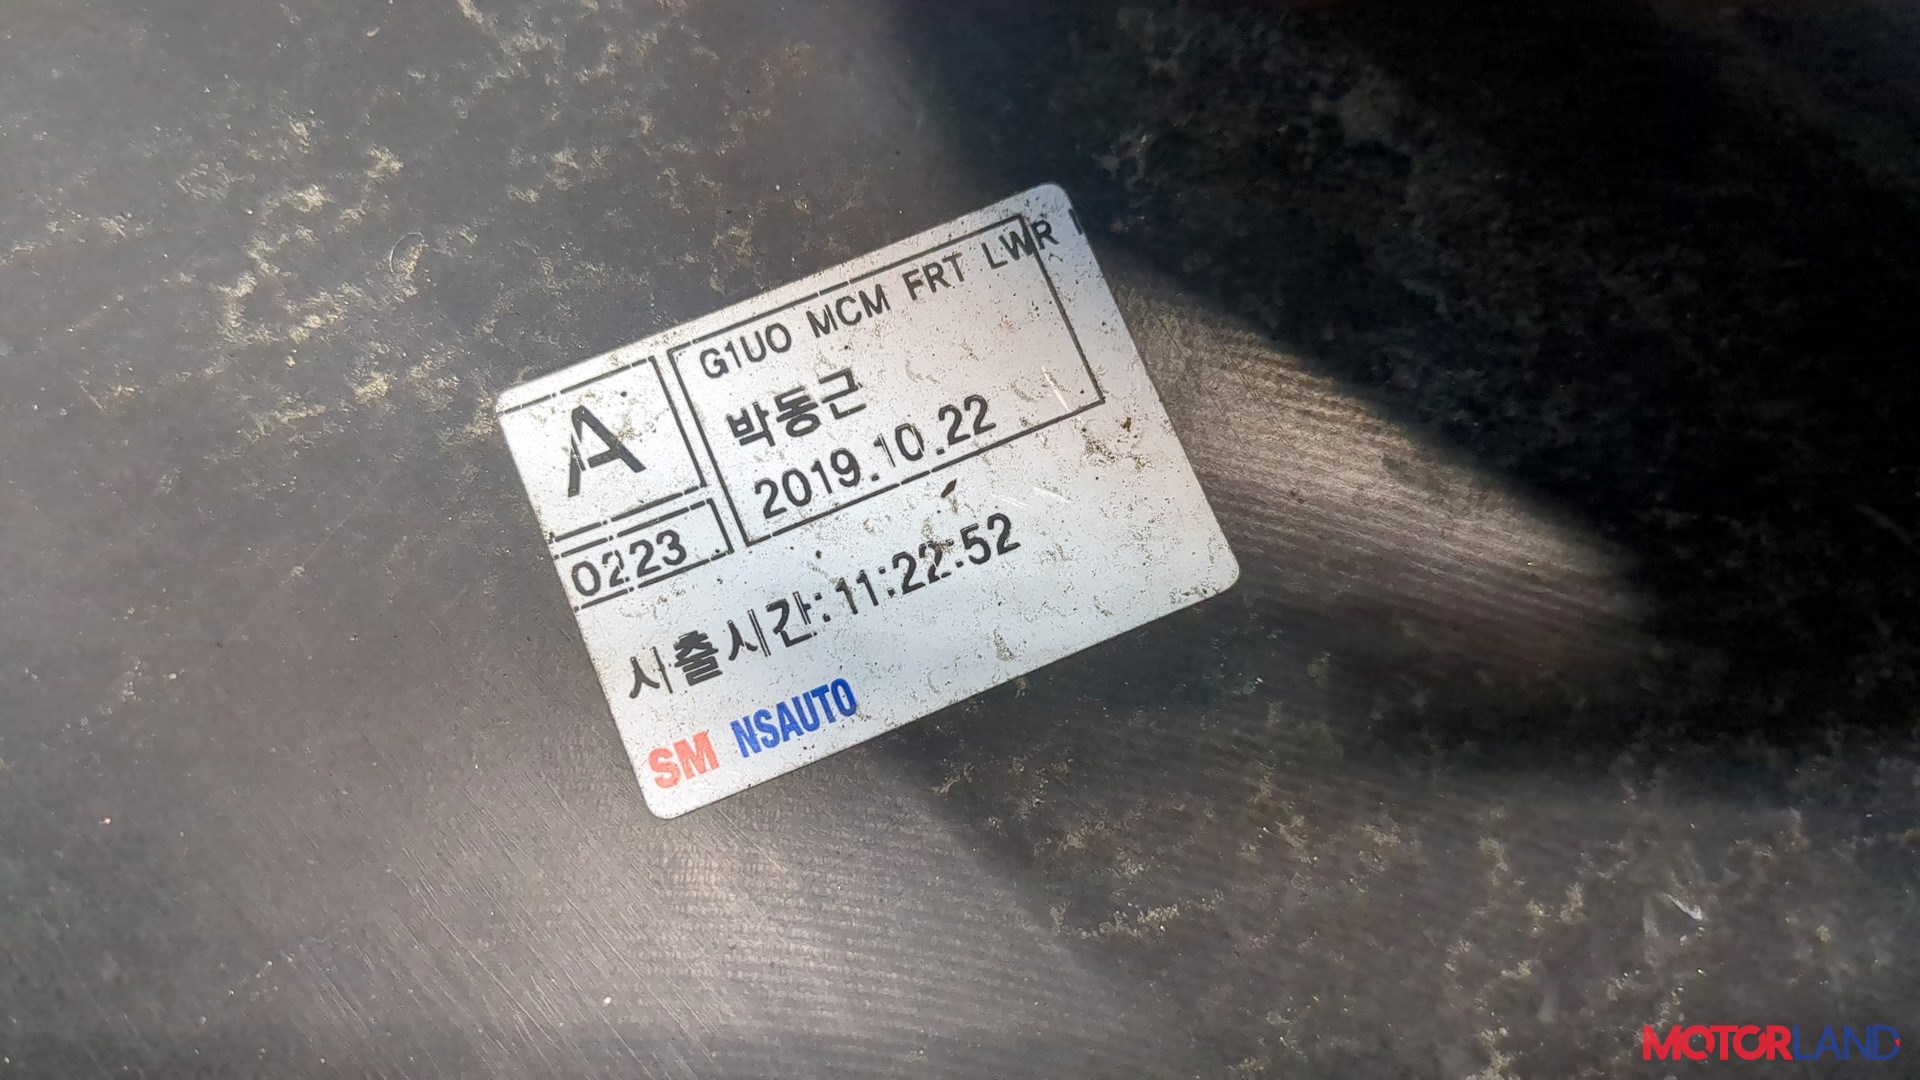 A
0223
G1UO MCM FRT LWR
박동근
2019.10.22
사출시간:11:22:52
SM NSAUTO
MOTORLAND